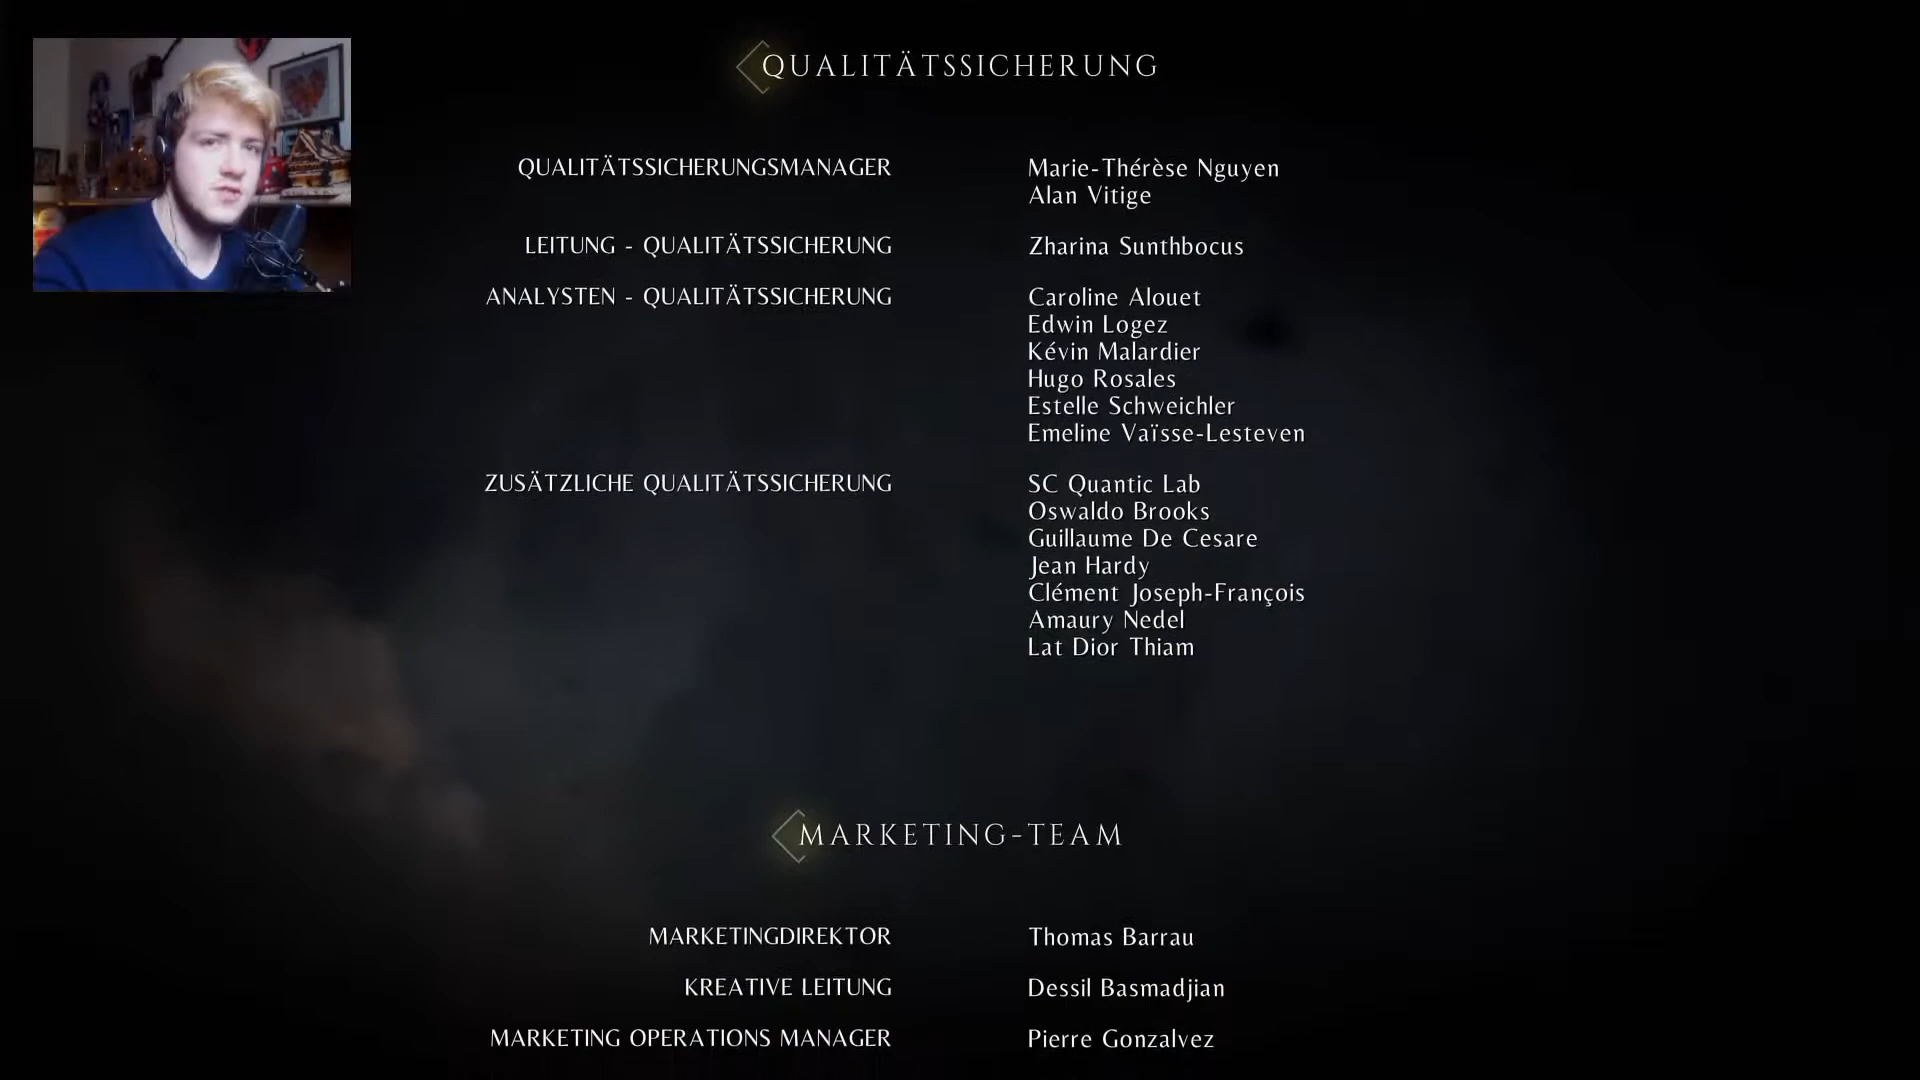 QUALITÄTSSICHERUNG
QUALITÄTSSICHERUNGSMANAGER Marie-Thérèse Nguyen
Alan Vitige
LEITUNG - QUALITÄTSSICHERUNG Zharina Sunthbocus
ANALYSTEN - QUALITÄTSSICHERUNG Caroline Alouet
Edwin Logez
Kévin Malardier
Hugo Rosales
Estelle Schweichler
Emeline Vaïsse-Lesteven
ZUSÄTZLICHE QUALITÄTSSICHERUNG SC Quantic Lab
Oswaldo Brooks
Guillaume De Cesare
Jean Hardy
Clément Joseph-François
Amaury Nedel
Lat Dior Thiam
MARKETING-TEAM
MARKETINGDIREKTOR Thomas Barrau
KREATIVE LEITUNG Dessil Basmadjian
MARKETING OPERATIONS MANAGER Pierre Gonzalvez